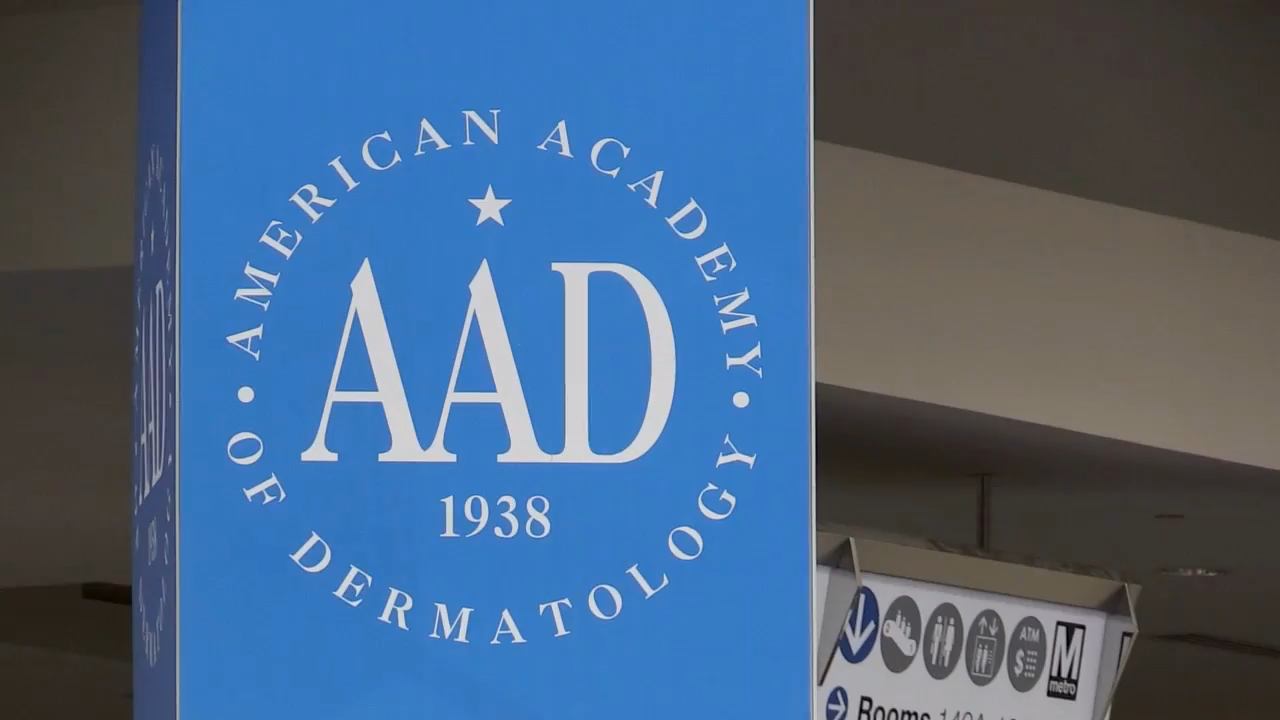 AMERICAN ACADEMY
AAD
1938
OF DERMATOLOGY
ATM
$
M
metro
Rooms